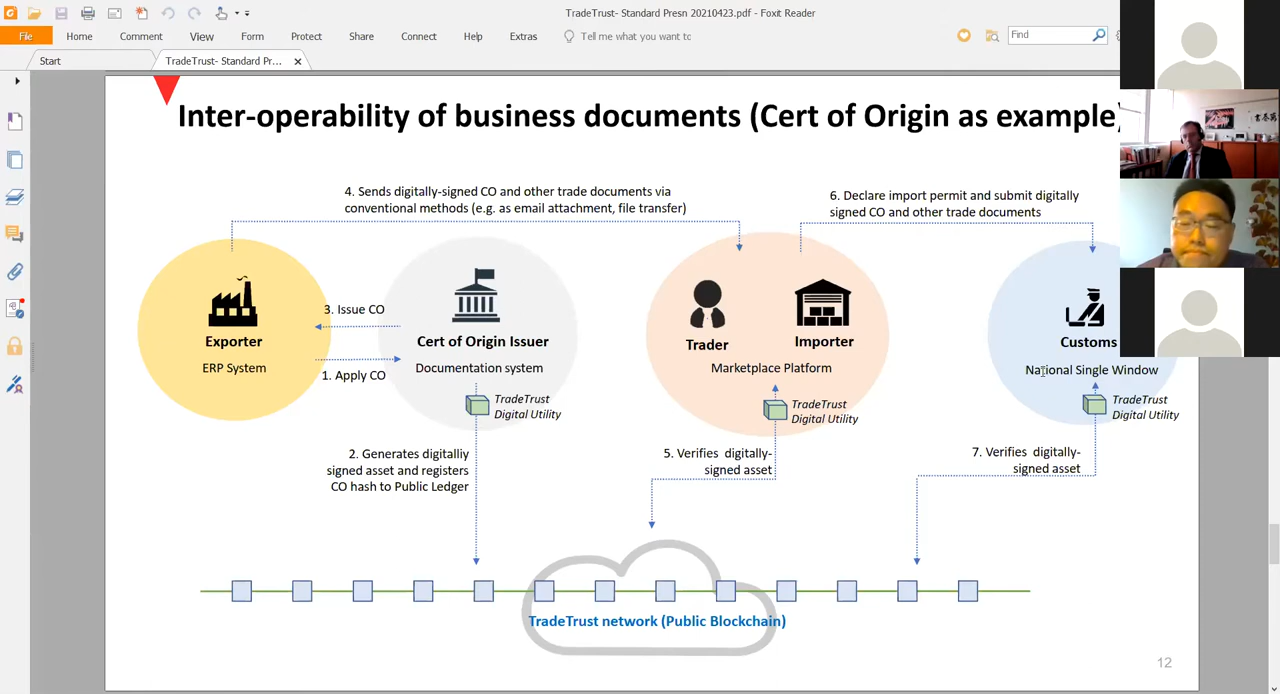 TradeTrust- Standard Presn 20210423.pdf - Foxit Reader
File Home Comment View Form Protect Share Connect Help Extras Tell me what you want to Find
Start TradeTrust - Standard Pr...
Inter-operability of business documents (Cert of Origin as example)
4. Sends digitally-signed CO and other trade documents via
conventional methods (e.g. as email attachment, file transfer)
6. Declare import permit and submit digitally
signed CO and other trade documents
3. Issue CO
Exporter
ERP System
1. Apply CO
Cert of Origin Issuer
Documentation system
TradeTrust
Digital Utility
Trader
Importer
Marketplace Platform
TradeTrust
Digital Utility
Customs
National Single Window
TradeTrust
Digital Utility
2. Generates digitalliy
signed asset and registers
CO hash to Public Ledger
5. Verifies digitally-
signed asset
7. Verifies digitally-
signed asset
TradeTrust network (Public Blockchain)
12